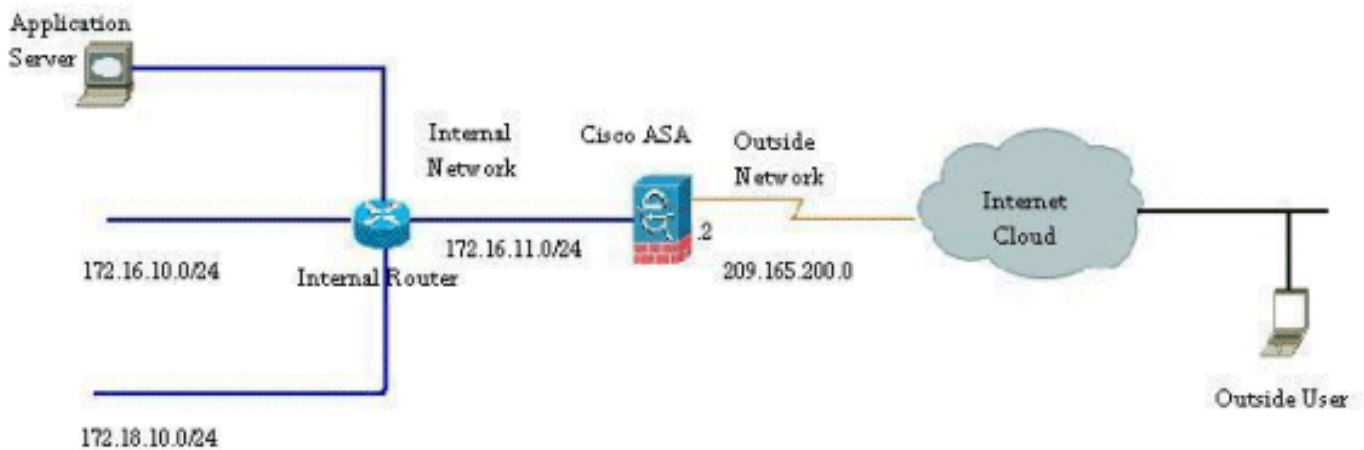 Application
Server
Internal
Network
Cisco ASA
Outside
Network
Internet
Cloud
.2
172.16.10.0/24
Internal Router
172.16.11.0/24
209.165.200.0
Outside User
172.18.10.0/24